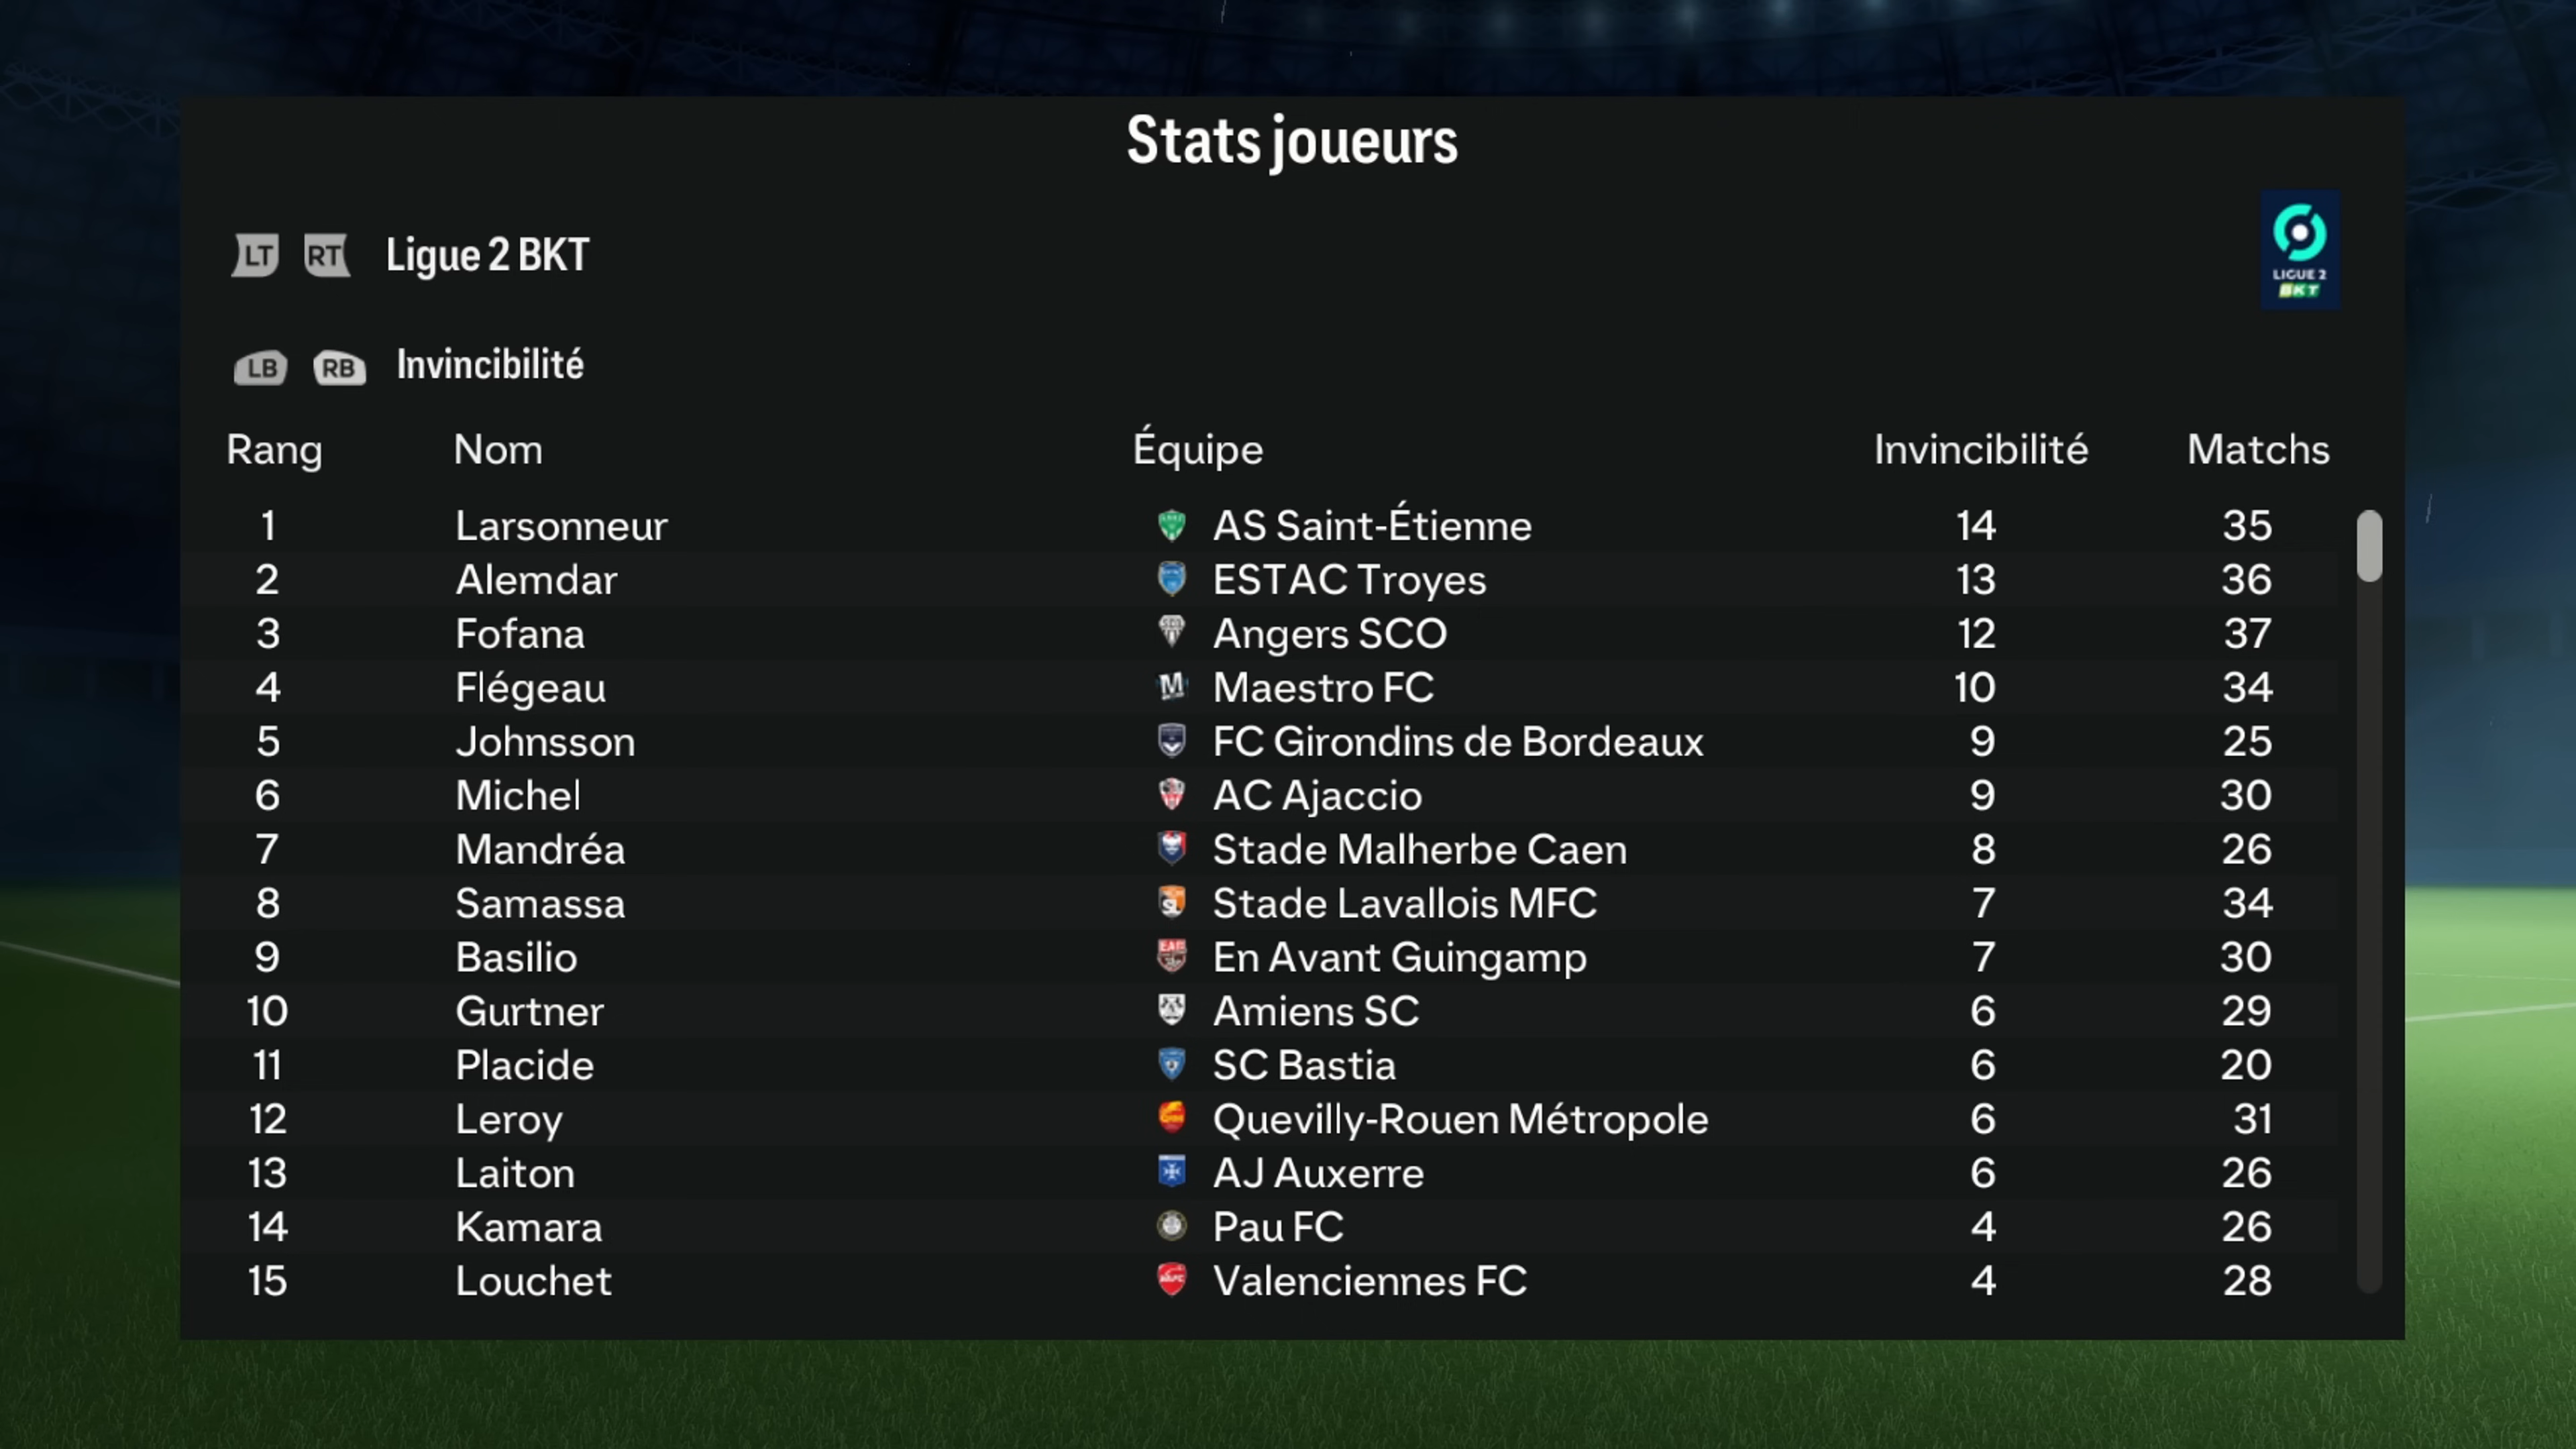 Stats joueurs
LT RT Ligue 2 BKT
LIGUE 2
BKT
LB RB Invincibilité
Rang Nom Équipe Invincibilité Matchs
1 Larsonneur AS Saint-Étienne 14 35
2 Alemdar ESTAC Troyes 13 36
3 Fofana Angers SCO 12 37
4 Flégeau Maestro FC 10 34
5 Johnsson FC Girondins de Bordeaux 9 25
6 Michel AC Ajaccio 9 30
7 Mandréa Stade Malherbe Caen 8 26
8 Samassa Stade Lavallois MFC 7 34
9 Basilio En Avant Guingamp 7 30
10 Gurtner Amiens SC 6 29
11 Placide SC Bastia 6 20
12 Leroy Quevilly-Rouen Métropole 6 31
13 Laiton AJ Auxerre 6 26
14 Kamara Pau FC 4 26
15 Louchet Valenciennes FC 4 28